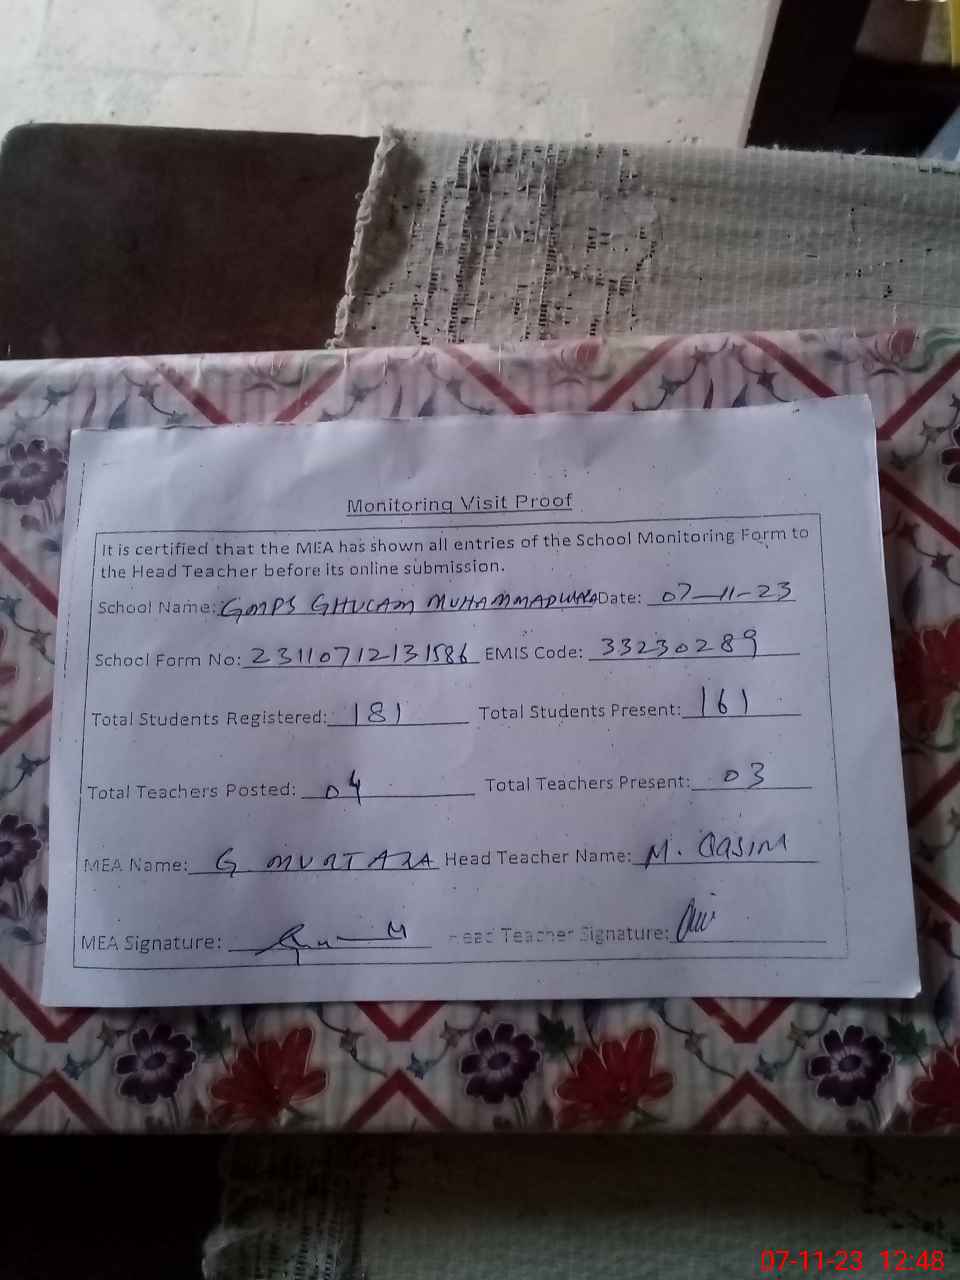 Monitoring Visit Proof
It is certified that the MEA has shown all entries of the School Monitoring Form to
the Head Teacher before its online submission.
School Name: GMPS GHULAM MUHAMMADWALA Date: 07-11-23
School Form No: 23110712131586 EMIS Code: 33230289
Total Students Registered: 181 Total Students Present: 161
Total Teachers Posted: 04 Total Teachers Present: 03
MEA Name: G MURTAZA Head Teacher Name: M. QASIM
MEA Signature: Head Teacher Signature:
07-11-23 12:48